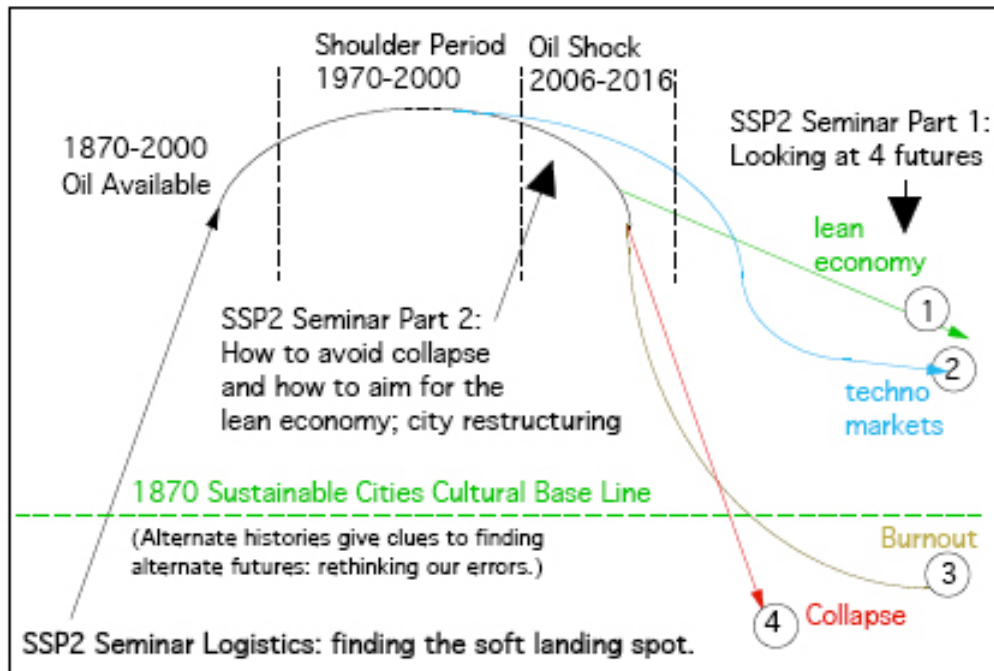 Shoulder Period
1970-2000
Oil Shock
2006-2016
1870-2000
Oil Available
SSP2 Seminar Part 1:
Looking at 4 futures
lean
economy
1
2
techno
markets
SSP2 Seminar Part 2:
How to avoid collapse
and how to aim for the
lean economy; city restructuring
1870 Sustainable Cities Cultural Base Line
(Alternate histories give clues to finding
alternate futures: rethinking our errors.)
Burnout
3
4
Collapse
SSP2 Seminar Logistics: finding the soft landing spot.